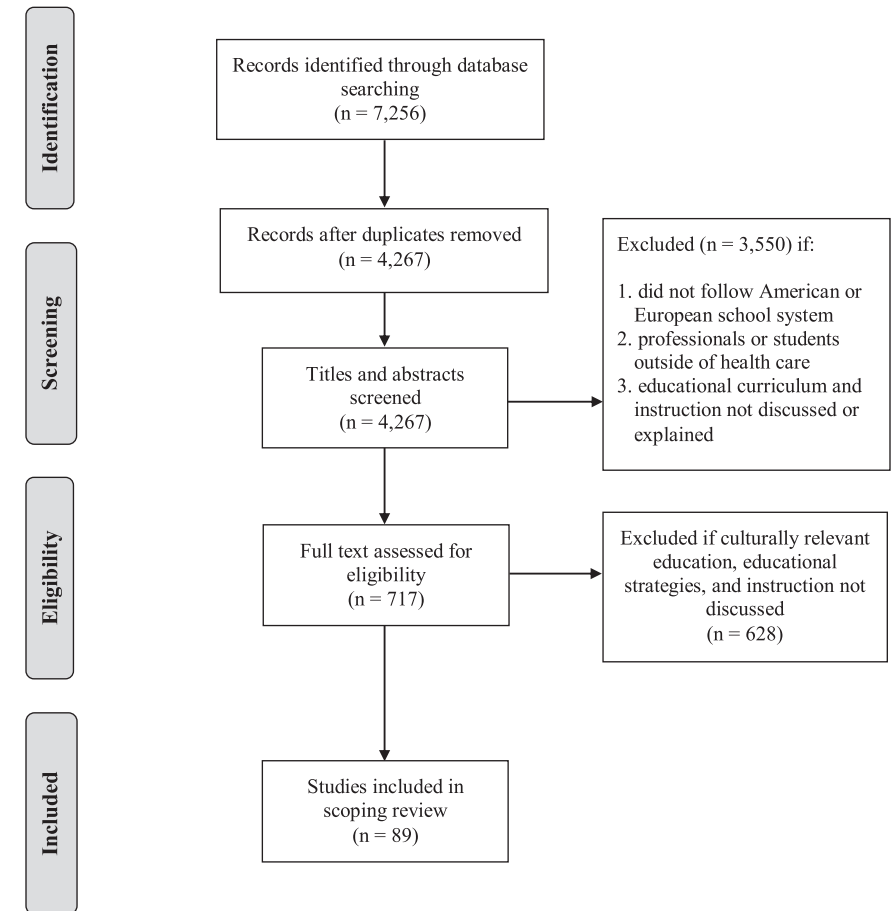 Identification
Records identified through database
searching
(n = 7,256)
Records after duplicates removed
(n = 4,267)
Screening
Titles and abstracts
screened
(n = 4,267)
Excluded (n = 3,550) if:
1. did not follow American or
European school system
2. professionals or students
outside of health care
3. educational curriculum and
instruction not discussed or
explained
Eligibility
Full text assessed for
eligibility
(n = 717)
Excluded if culturally relevant
education, educational
strategies, and instruction not
discussed
(n = 628)
Included
Studies included in
scoping review
(n = 89)